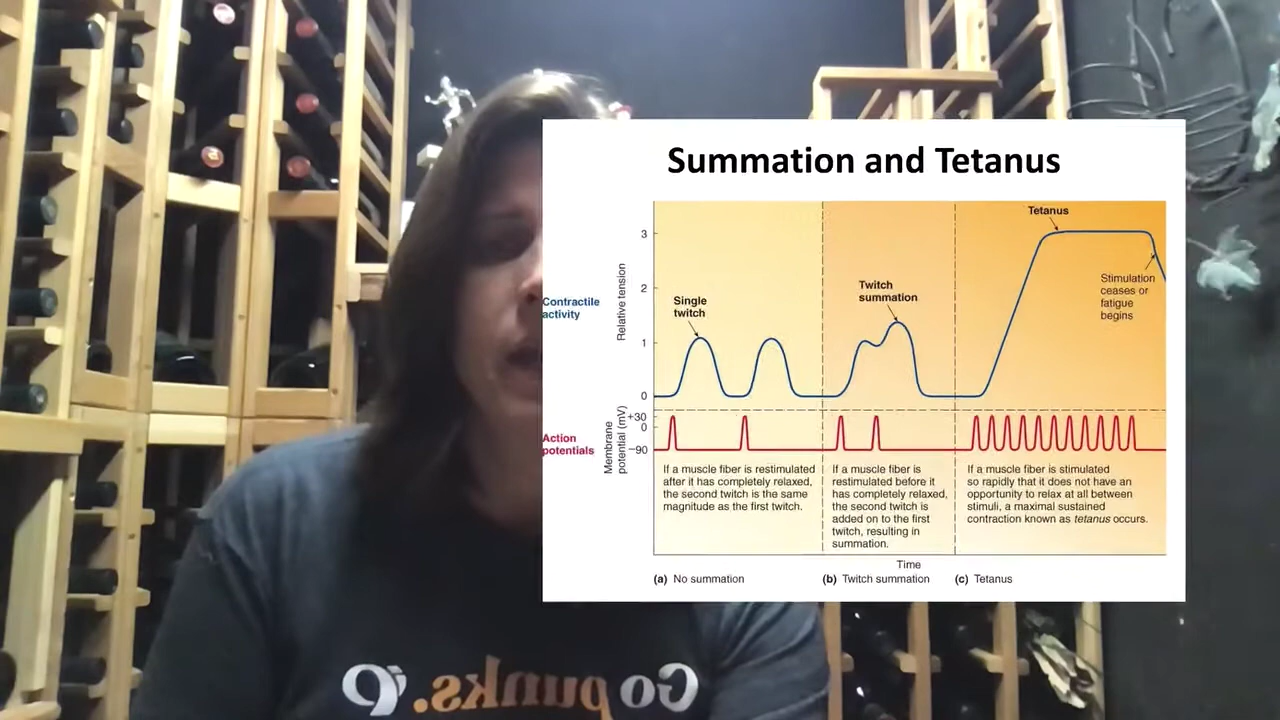 Summation and Tetanus
Tetanus
3
Stimulation
ceases or
fatigue
begins
Twitch
summation
Single
twitch
2
Relative tension
Contractile
activity
1
0
+30
0
−90
Membrane
potential (mV)
Action
potentials
If a muscle fiber is restimulated
after it has completely relaxed,
the second twitch is the same
magnitude as the first twitch.
If a muscle fiber is
restimulated before it
has completely relaxed,
the second twitch is
added on to the first
twitch, resulting in
summation.
If a muscle fiber is stimulated
so rapidly that it does not have an
opportunity to relax at all between
stimuli, a maximal sustained
contraction known as tetanus occurs.
Time
(a) No summation
(b) Twitch summation
(c) Tetanus
Go punks.